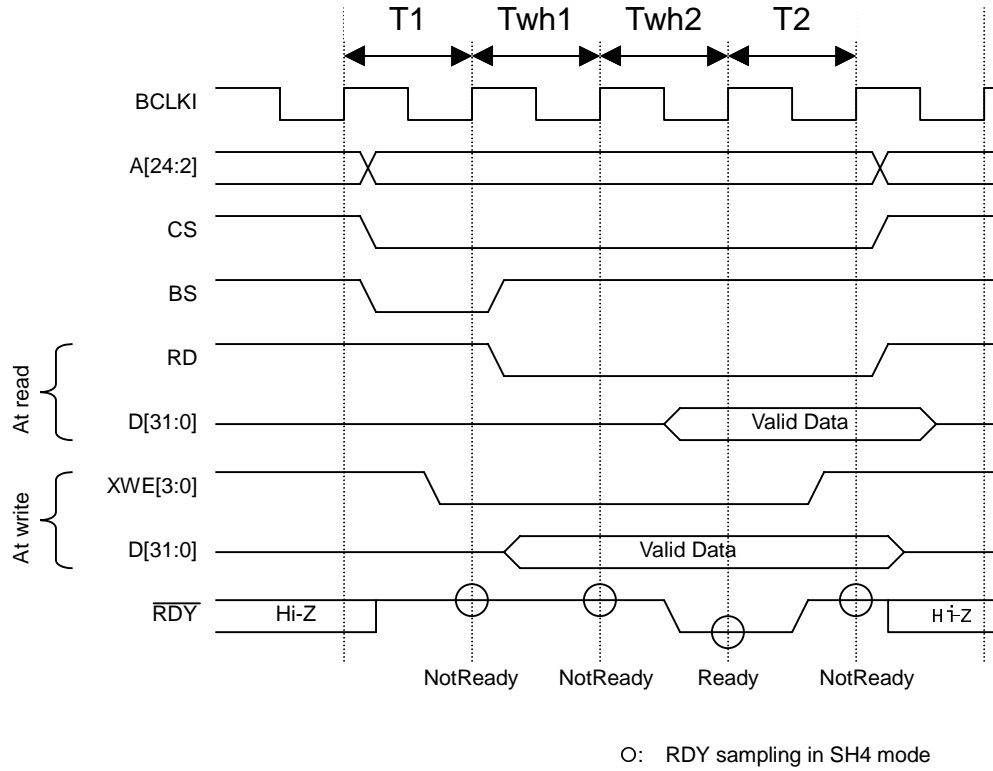 T1 Twh1 Twh2 T2
BCLKI
A[24:2]
CS
BS
At read
RD
D[31:0] Valid Data
At write
XWE[3:0]
D[31:0] Valid Data
RDY Hi-Z Hi-Z
NotReady NotReady Ready NotReady
O: RDY sampling in SH4 mode